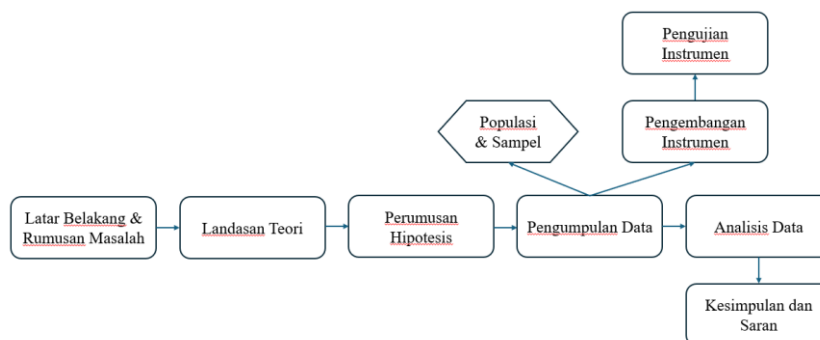 Pengujian
Instrumen
Populasi
& Sampel
Pengembangan
Instrumen
Latar Belakang &
Rumusan Masalah
Landasan Teori
Perumusan
Hipotesis
Pengumpulan Data
Analisis Data
Kesimpulan dan
Saran